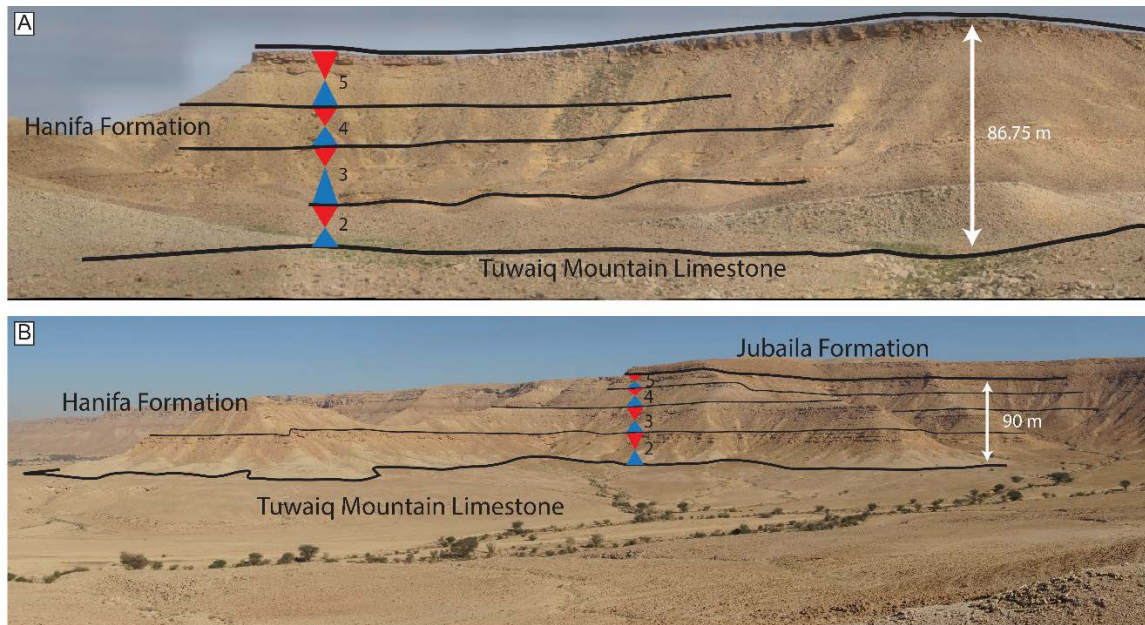 A
5
4
Hanifa Formation
86.75 m
3
2
Tuwaiq Mountain Limestone
B
Jubaila Formation
5
Hanifa Formation
4
3
90 m
2
Tuwaiq Mountain Limestone